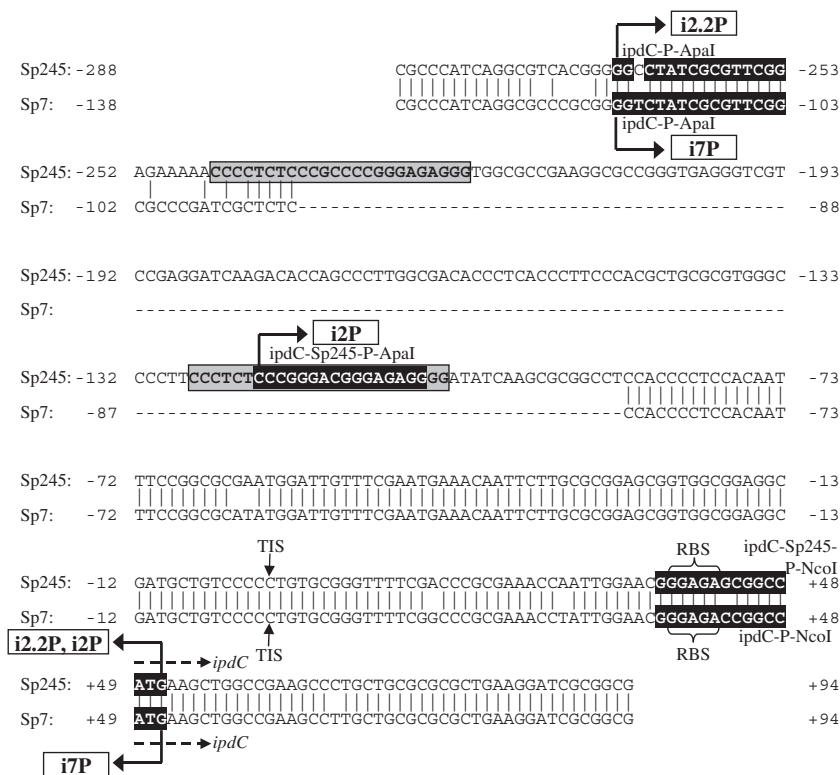 i2.2P
ipdC-P-ApaI
Sp245: -288 CGCCCATCAGGCGTCACGGGGGCCTATCGCGTTCGG -253
Sp7: -138 CGCCCATCAGGCGCCCGCGGGGTCTATCGCGTTCGG -103
ipdC-P-ApaI
i7P
Sp245: -252 AGAAAAACCCCTCTCCCGCCCCGGGAGAGGGTGGCGCCGAAGGCGCCGGGTGAGGGTCGT -193
Sp7: -102 CGCCCGATCGCTCTC--------------------------------------------- -88
Sp245: -192 CCGAGGATCAAGACACCAGCCCTTGGCGACACCCTCACCCTTCCCACGCTGCGCGTGGGC -133
Sp7: ------------------------------------------------------------
i2P
ipdC-Sp245-P-ApaI
Sp245: -132 CCCTTCCCTCTCCCGGGACGGGAGAGGGGATATCAAGCGCGGCCTCCACCCCTCCACAAT -73
Sp7: -87 ---------------------------------------------CCACCCCTCCACAAT -73
Sp245: -72 TTCCGGCGCGAATGGATTGTTTCGAATGAAACAATTCTTGCGCGGAGCGGTGGCGGAGGC -13
Sp7: -72 TTCCGGCGCATATGGATTGTTTCGAATGAAACAATTCTTGCGCGGAGCGGTGGCGGAGGC -13
TIS
RBS
ipdC-Sp245-
P-NcoI
Sp245: -12 GATGCTGTCCCCCTGTGCGGGTTTTCGACCCGCGAAACCAATTGGAACGGGAGAGCGGCC +48
Sp7: -12 GATGCTGTCCCCCTGTGCGGGTTTTCGGCCCGCGAAACCTATTGGAACGGGAGACCGGCC +48
ipdC-P-NcoI
i2.2P, i2P
TIS
RBS
ipdC
Sp245: +49 ATGAAGCTGGCCGAAGCCCTGCTGCGCGCGCTGAAGGATCGCGGCG +94
Sp7: +49 ATGAAGCTGGCCGAAGCCTTGCTGCGCGCGCTGAAGGATCGCGGCG +94
ipdC
i7P